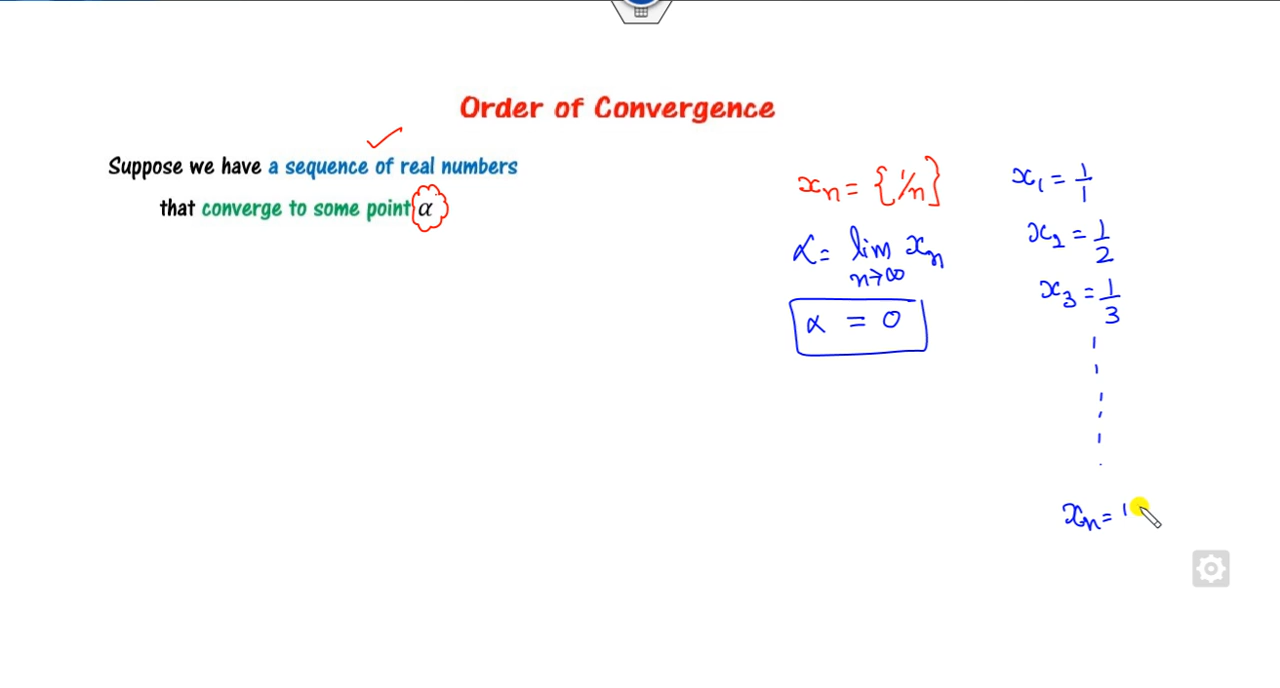 Order of Convergence
Suppose we have a sequence of real numbers
that converge to some point α
xₙ = {1/n}
α = lim xₙ
n→∞
α = 0
x₁ = 1/1
x₂ = 1/2
x₃ = 1/3
xₙ = 1